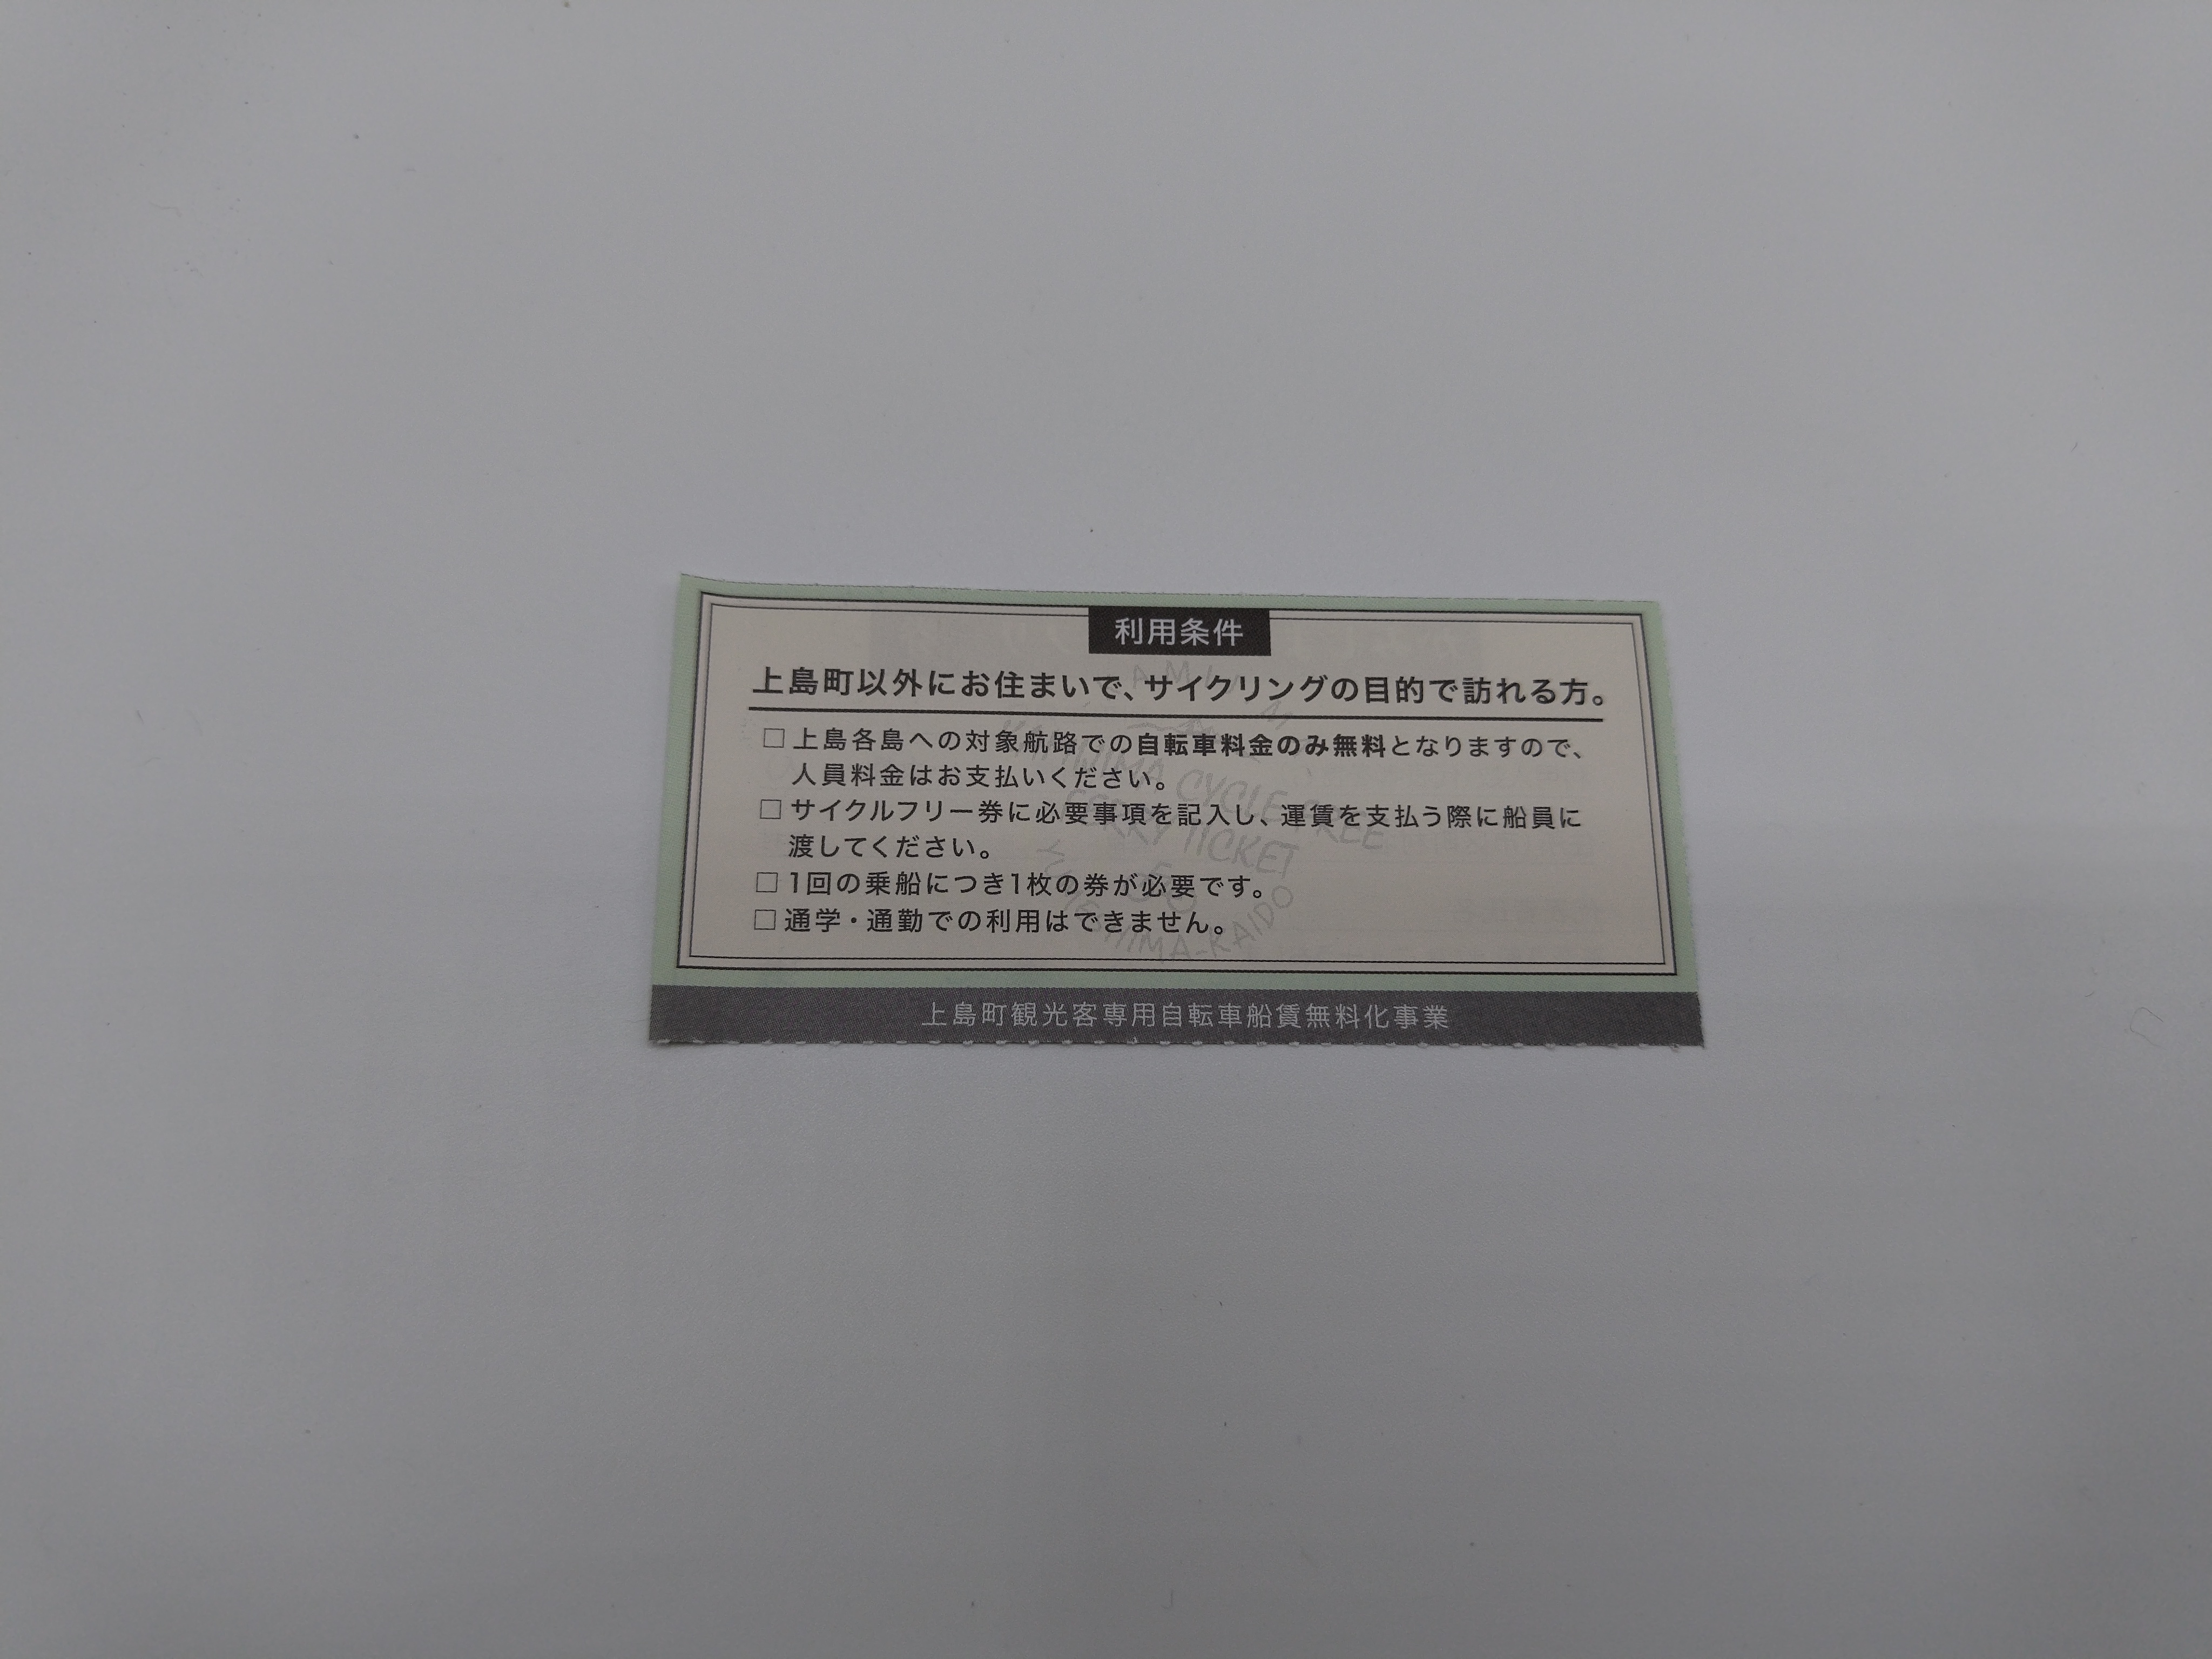 利用条件
上島町以外にお住まいで、サイクリングの目的で訪れる方。
□上島各島への対象航路での自転車料金のみ無料となりますので、
人員料金はお支払いください。
□サイクルフリー券に必要事項を記入し、運賃を支払う際に船員に
渡してください。
□1回の乗船につき1枚の券が必要です。
□通学・通勤での利用はできません。
CYCLE FREE
TICKET
上島町観光客専用自転車船賃無料化事業